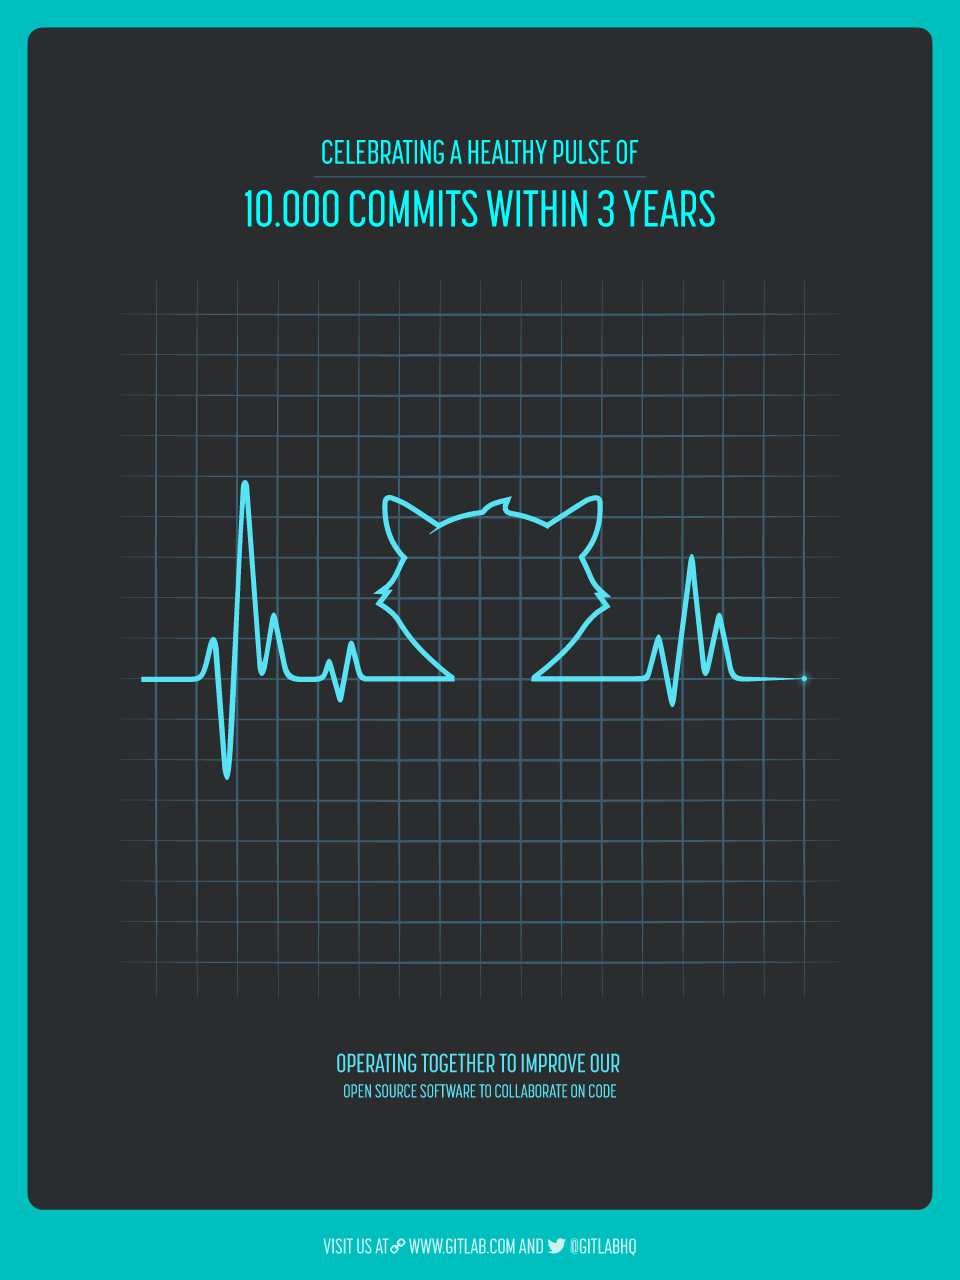 CELEBRATING A HEALTHY PULSE OF
10.000 COMMITS WITHIN 3 YEARS
OPERATING TOGETHER TO IMPROVE OUR
OPEN SOURCE SOFTWARE TO COLLABORATE ON CODE
VISIT US AT WWW.GITLAB.COM AND @GITLABHQ